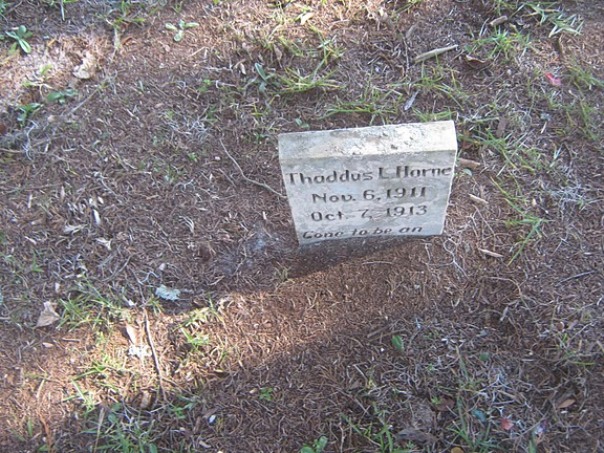 Thaddus L. Horne
Nov. 6, 1911
Oct. 7, 1913
Gone to be an